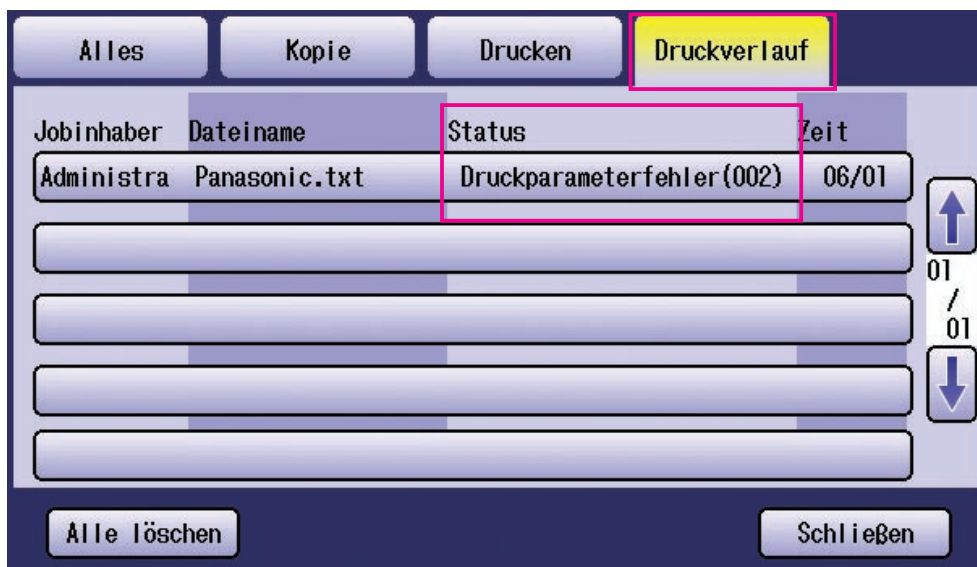 Alles Kopie Drucken Druckverlauf
Jobinhaber Dateiname Status Zeit
Administra Panasonic.txt Druckparameterfehler(002) 06/01
01
/
01
Alle löschen Schließen